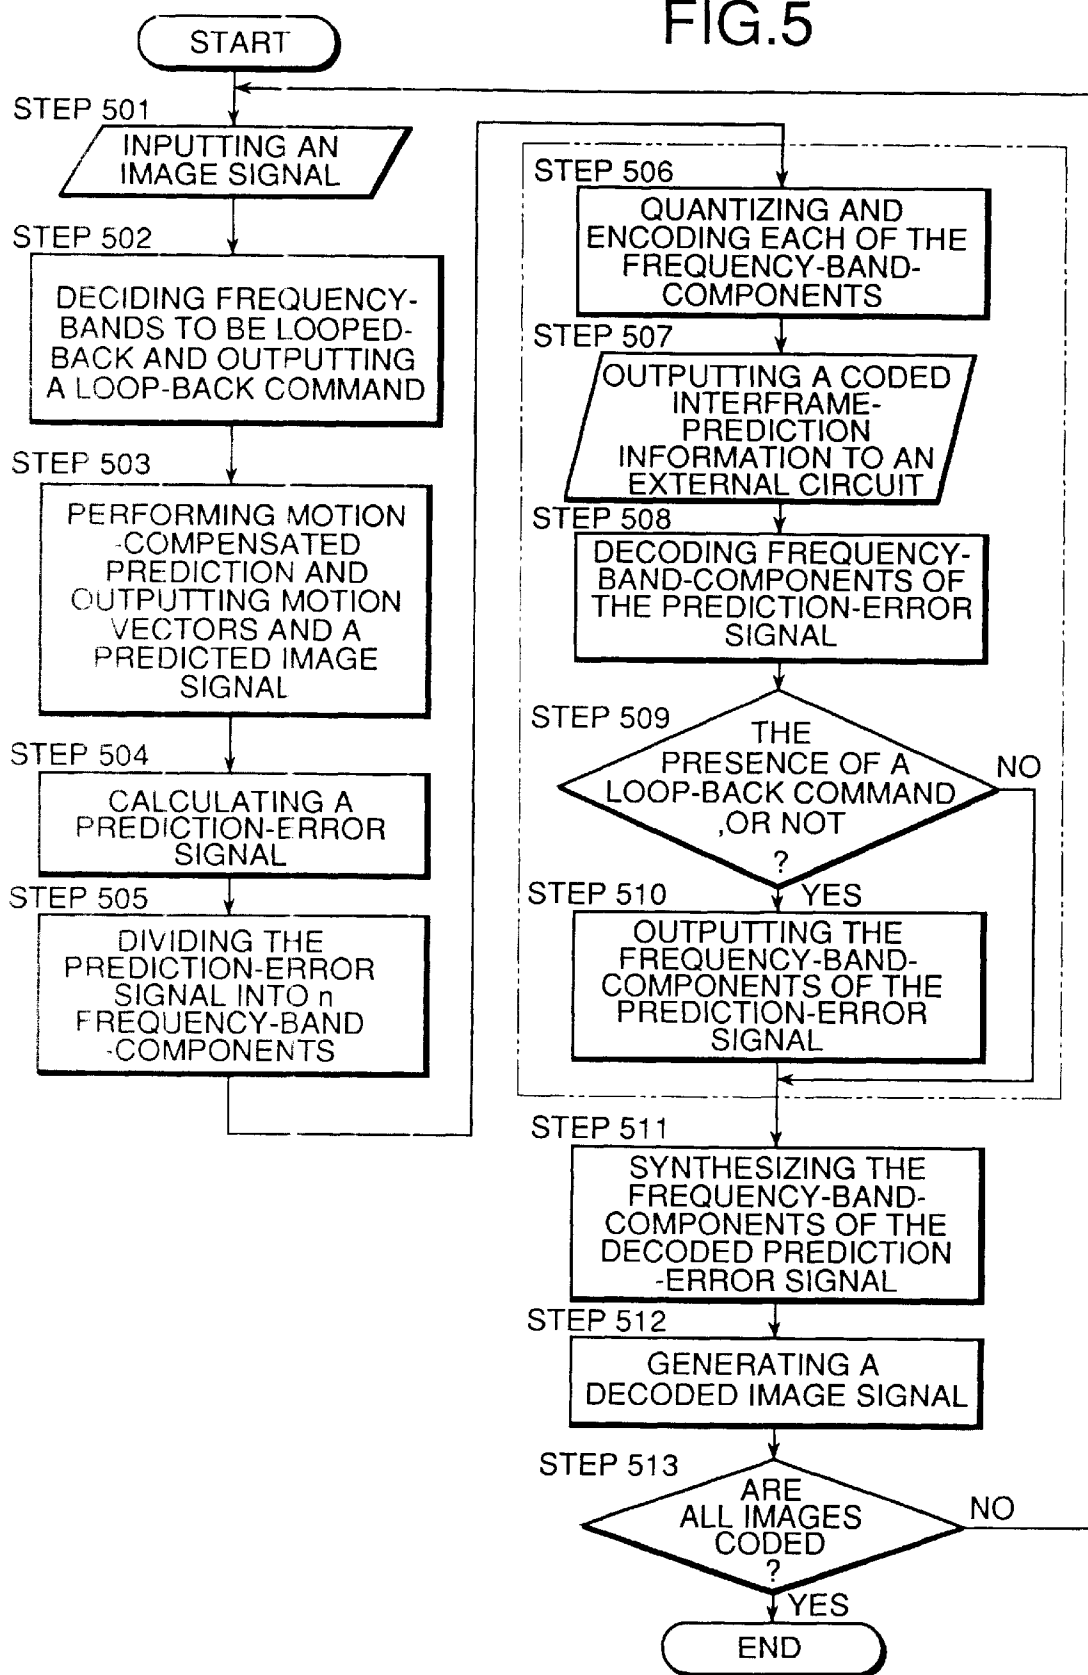 FIG.5
START
STEP 501
INPUTTING AN
IMAGE SIGNAL
STEP 502
DECIDING FREQUENCY-
BANDS TO BE LOOPED-
BACK AND OUTPUTTING
A LOOP-BACK COMMAND
STEP 503
PERFORMING MOTION
-COMPENSATED
PREDICTION AND
OUTPUTTING MOTION
VECTORS AND A
PREDICTED IMAGE
SIGNAL
STEP 504
CALCULATING A
PREDICTION-ERROR
SIGNAL
STEP 505
DIVIDING THE
PREDICTION-ERROR
SIGNAL INTO n
FREQUENCY-BAND
-COMPONENTS
STEP 506
QUANTIZING AND
ENCODING EACH OF THE
FREQUENCY-BAND-
COMPONENTS
STEP 507
OUTPUTTING A CODED
INTERFRAME-
PREDICTION
INFORMATION TO AN
EXTERNAL CIRCUIT
STEP 508
DECODING FREQUENCY-
BAND-COMPONENTS OF
THE PREDICTION-ERROR
SIGNAL
STEP 509
THE
PRESENCE OF A
LOOP-BACK COMMAND
,OR NOT
?
NO
YES
STEP 510
OUTPUTTING THE
FREQUENCY-BAND-
COMPONENTS OF THE
PREDICTION-ERROR
SIGNAL
STEP 511
SYNTHESIZING THE
FREQUENCY-BAND-
COMPONENTS OF THE
DECODED PREDICTION
-ERROR SIGNAL
STEP 512
GENERATING A
DECODED IMAGE SIGNAL
STEP 513
ARE
ALL IMAGES
CODED
?
NO
YES
END